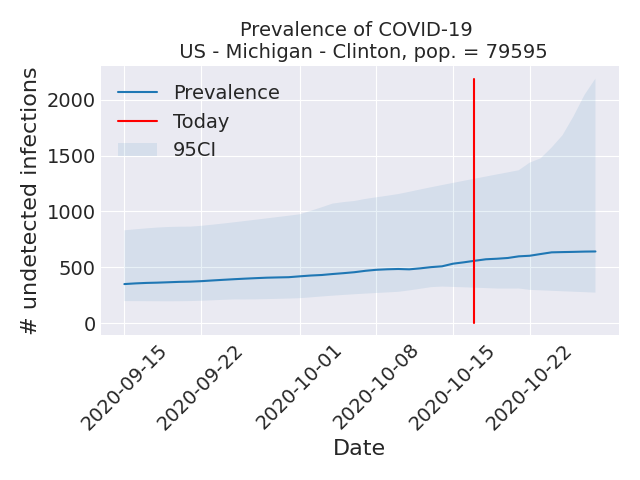 Prevalence of COVID-19
US - Michigan - Clinton, pop. = 79595
# undetected infections
2000
1500
1000
500
0
Prevalence
Today
95CI
2020-09-15
2020-09-22
2020-10-01
2020-10-08
2020-10-15
2020-10-22
Date